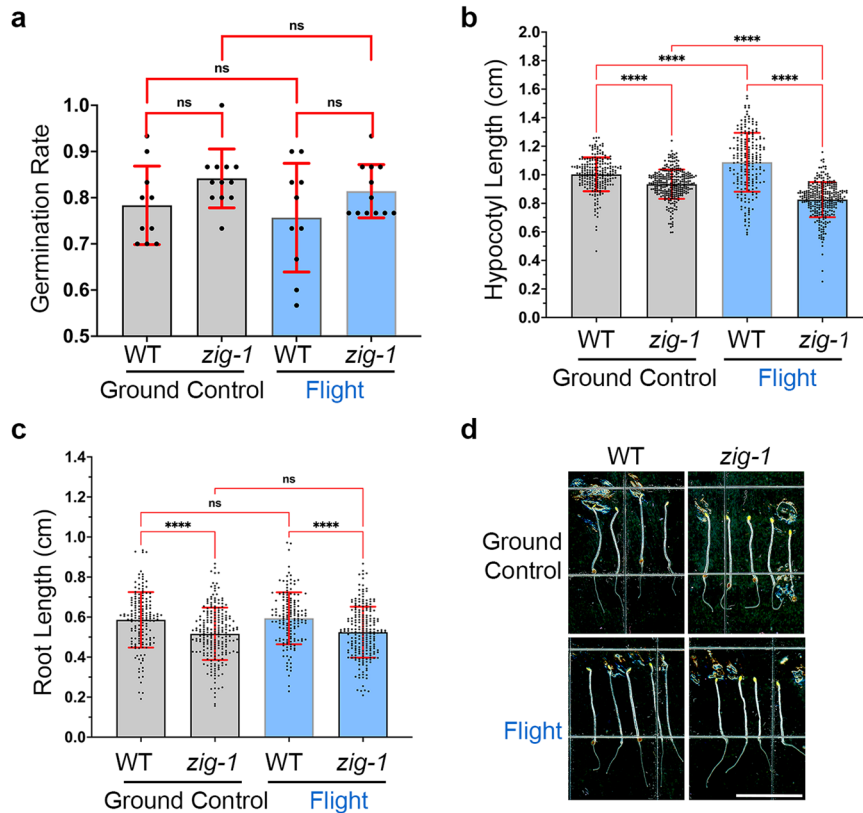 a
ns
ns
ns
ns
Germination Rate
1.0
0.9
0.8
0.7
0.6
0.5
WT
zig-1
WT
zig-1
Ground Control
Flight
b
****
****
****
****
Hypocotyl Length (cm)
2.0
1.8
1.6
1.4
1.2
1.0
0.8
0.6
0.4
0.2
0.0
WT
zig-1
WT
zig-1
Ground Control
Flight
c
ns
ns
****
****
Root Length (cm)
1.4
1.2
1.0
0.8
0.6
0.4
0.2
0.0
WT
zig-1
WT
zig-1
Ground Control
Flight
d
WT
zig-1
Ground
Control
Flight